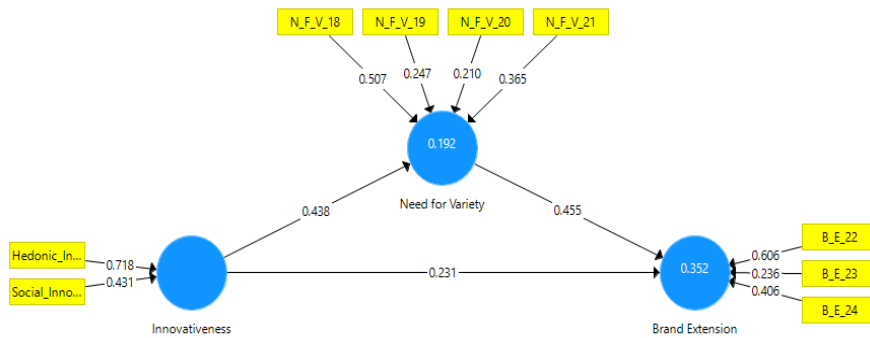 N_F_V_18
N_F_V_19
N_F_V_20
N_F_V_21
0.507
0.247
0.210
0.365
0.192
Need for Variety
0.438
0.455
Hedonic_In...
0.718
Social_Inno...
0.431
Innovativeness
0.231
0.352
Brand Extension
0.606
B_E_22
0.236
B_E_23
0.406
B_E_24